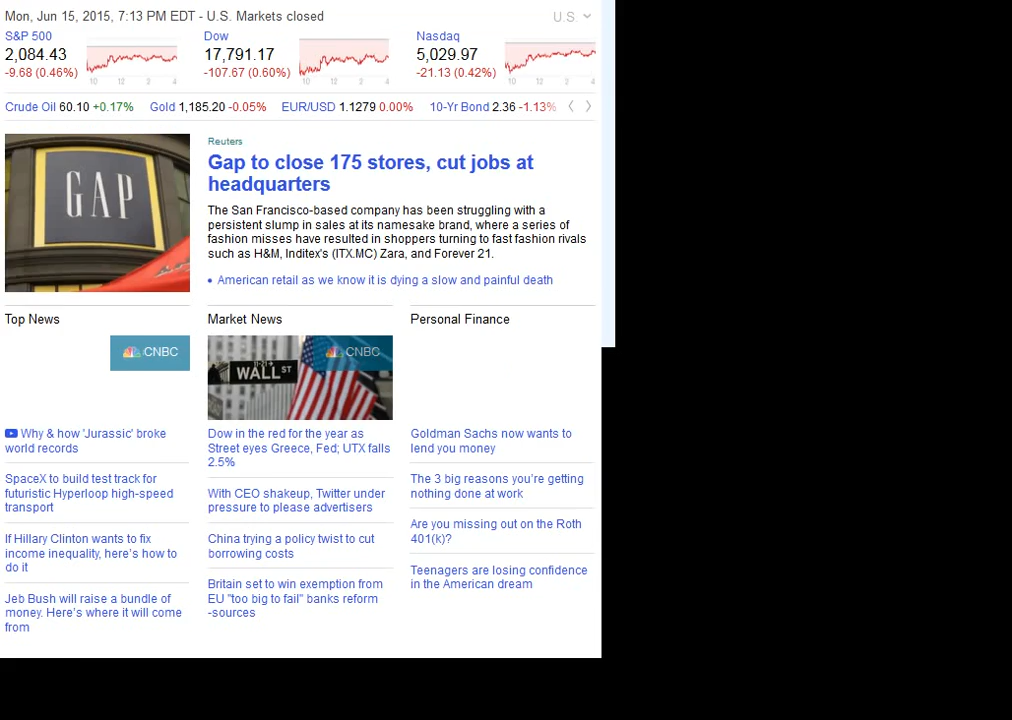 Mon, Jun 15, 2015, 7:13 PM EDT - U.S. Markets closed
U.S.
S&P 500
2,084.43
-9.68 (0.46%)
10 12 2 4
Dow
17,791.17
-107.67 (0.60%)
10 12 2 4
Nasdaq
5,029.97
-21.13 (0.42%)
10 12 2 4
Crude Oil 60.10 +0.17% Gold 1,185.20 -0.05% EUR/USD 1.1279 0.00% 10-Yr Bond 2.36 -1.13%
GAP
Reuters
Gap to close 175 stores, cut jobs at
headquarters
The San Francisco-based company has been struggling with a
persistent slump in sales at its namesake brand, where a series of
fashion misses have resulted in shoppers turning to fast fashion rivals
such as H&M, Inditex's (ITX.MC) Zara, and Forever 21.
• American retail as we know it is dying a slow and painful death
Top News
CNBC
Why & how 'Jurassic' broke
world records
SpaceX to build test track for
futuristic Hyperloop high-speed
transport
If Hillary Clinton wants to fix
income inequality, here's how to
do it
Jeb Bush will raise a bundle of
money. Here's where it will come
from
Market News
CNBC
WALL ST
Dow in the red for the year as
Street eyes Greece, Fed; UTX falls
2.5%
With CEO shakeup, Twitter under
pressure to please advertisers
China trying a policy twist to cut
borrowing costs
Britain set to win exemption from
EU "too big to fail" banks reform
-sources
Personal Finance
Goldman Sachs now wants to
lend you money
The 3 big reasons you're getting
nothing done at work
Are you missing out on the Roth
401(k)?
Teenagers are losing confidence
in the American dream